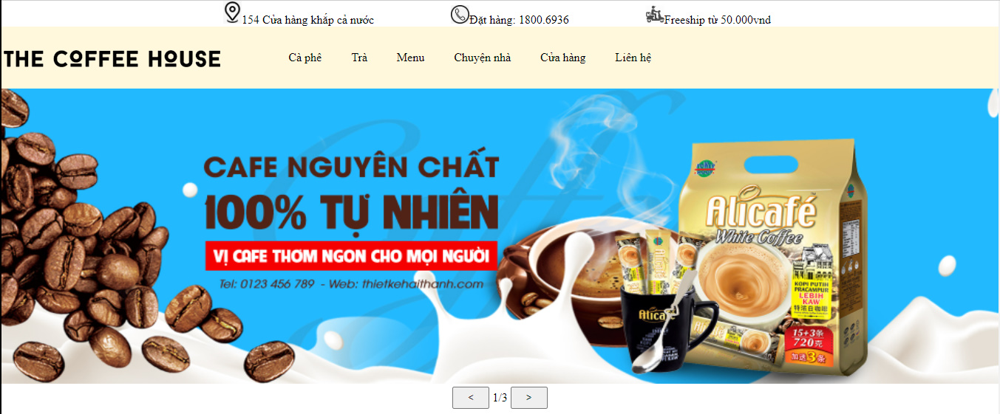 154 Cửa hàng khắp cả nước Đặt hàng: 1800.6936 Freeship từ 50.000vnd
THE COFFEE HOUSE Cà phê Trà Menu Chuyện nhà Cửa hàng Liên hệ
CAFE NGUYÊN CHẤT
100% TỰ NHIÊN
VỊ CAFE THƠM NGON CHO MỌI NGƯỜI
Tel: 0123 456 789 - Web: thietkehaithanh.com
Alicafé
White Coffee
KOPI PUTIH
PRACAMPUR
LEBIH
KAW
特浓白咖啡
15+3条
720克
加送3条
Alicafé
< 1/3 >